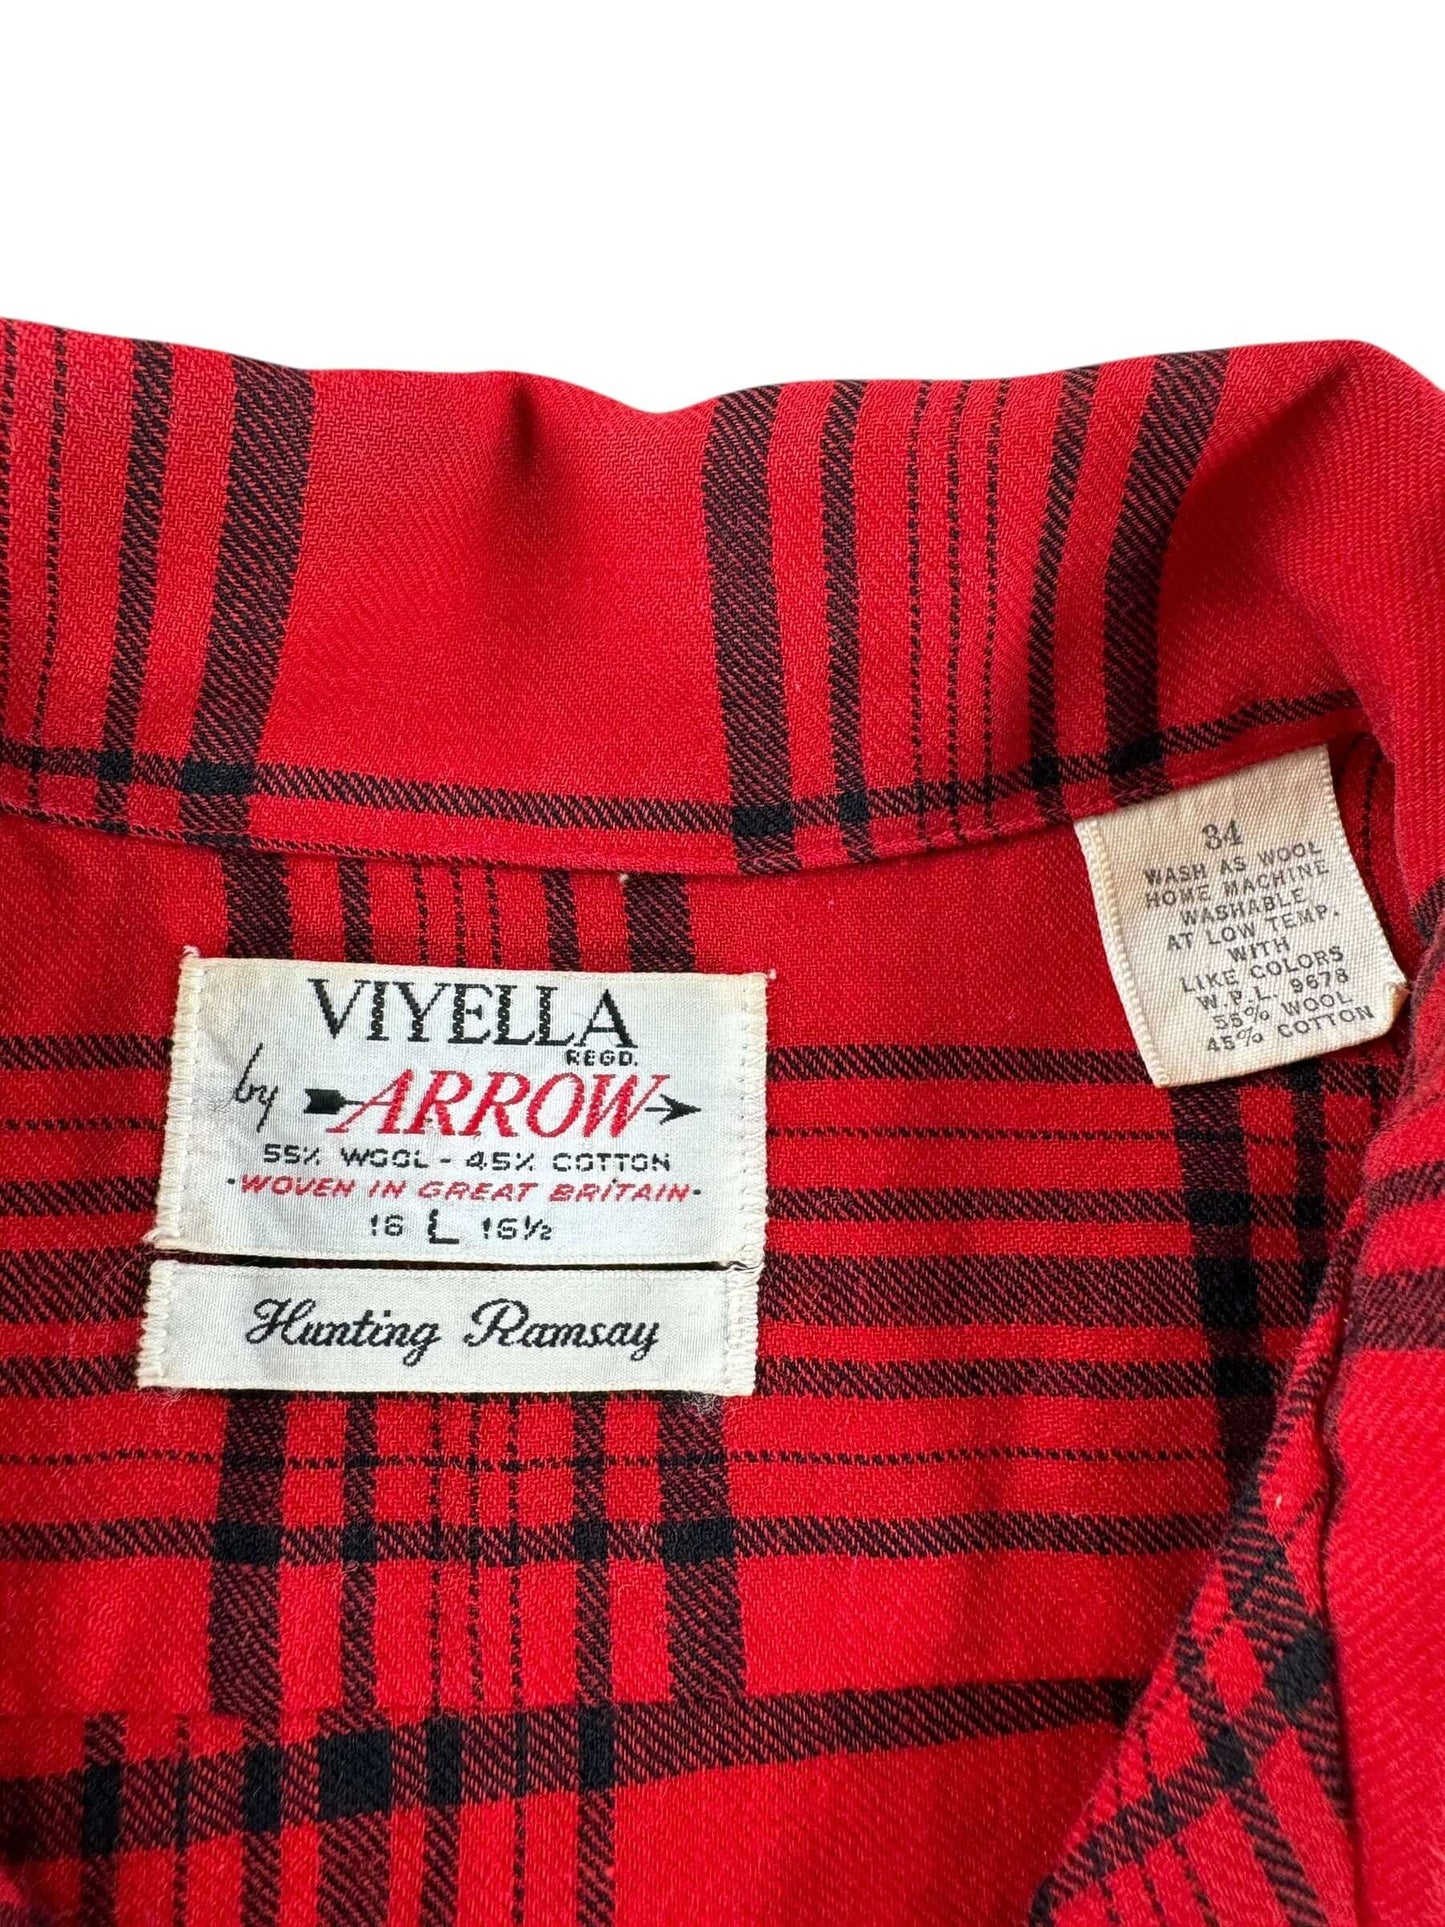 VIYELLA
REGD.
by ARROW
55% WOOL - 45% COTTON
·WOVEN IN GREAT BRITAIN·
16 L 16½
Hunting Ramsay
34
WASH AS WOOL
HOME MACHINE
WASHABLE
AT LOW TEMP.
WITH
LIKE COLORS
W.P.L. 9678
55% WOOL
45% COTTON